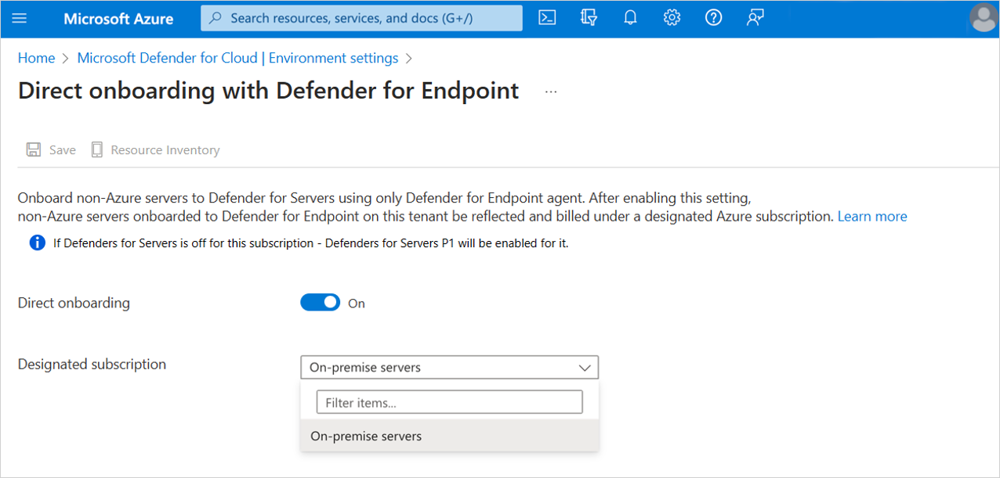 Microsoft Azure
Search resources, services, and docs (G+/)
Home > Microsoft Defender for Cloud | Environment settings >
Direct onboarding with Defender for Endpoint ...
Save
Resource Inventory
Onboard non-Azure servers to Defender for Servers using only Defender for Endpoint agent. After enabling this setting,
non-Azure servers onboarded to Defender for Endpoint on this tenant be reflected and billed under a designated Azure subscription. Learn more
If Defenders for Servers is off for this subscription - Defenders for Servers P1 will be enabled for it.
Direct onboarding
On
Designated subscription
On-premise servers
Filter items...
On-premise servers